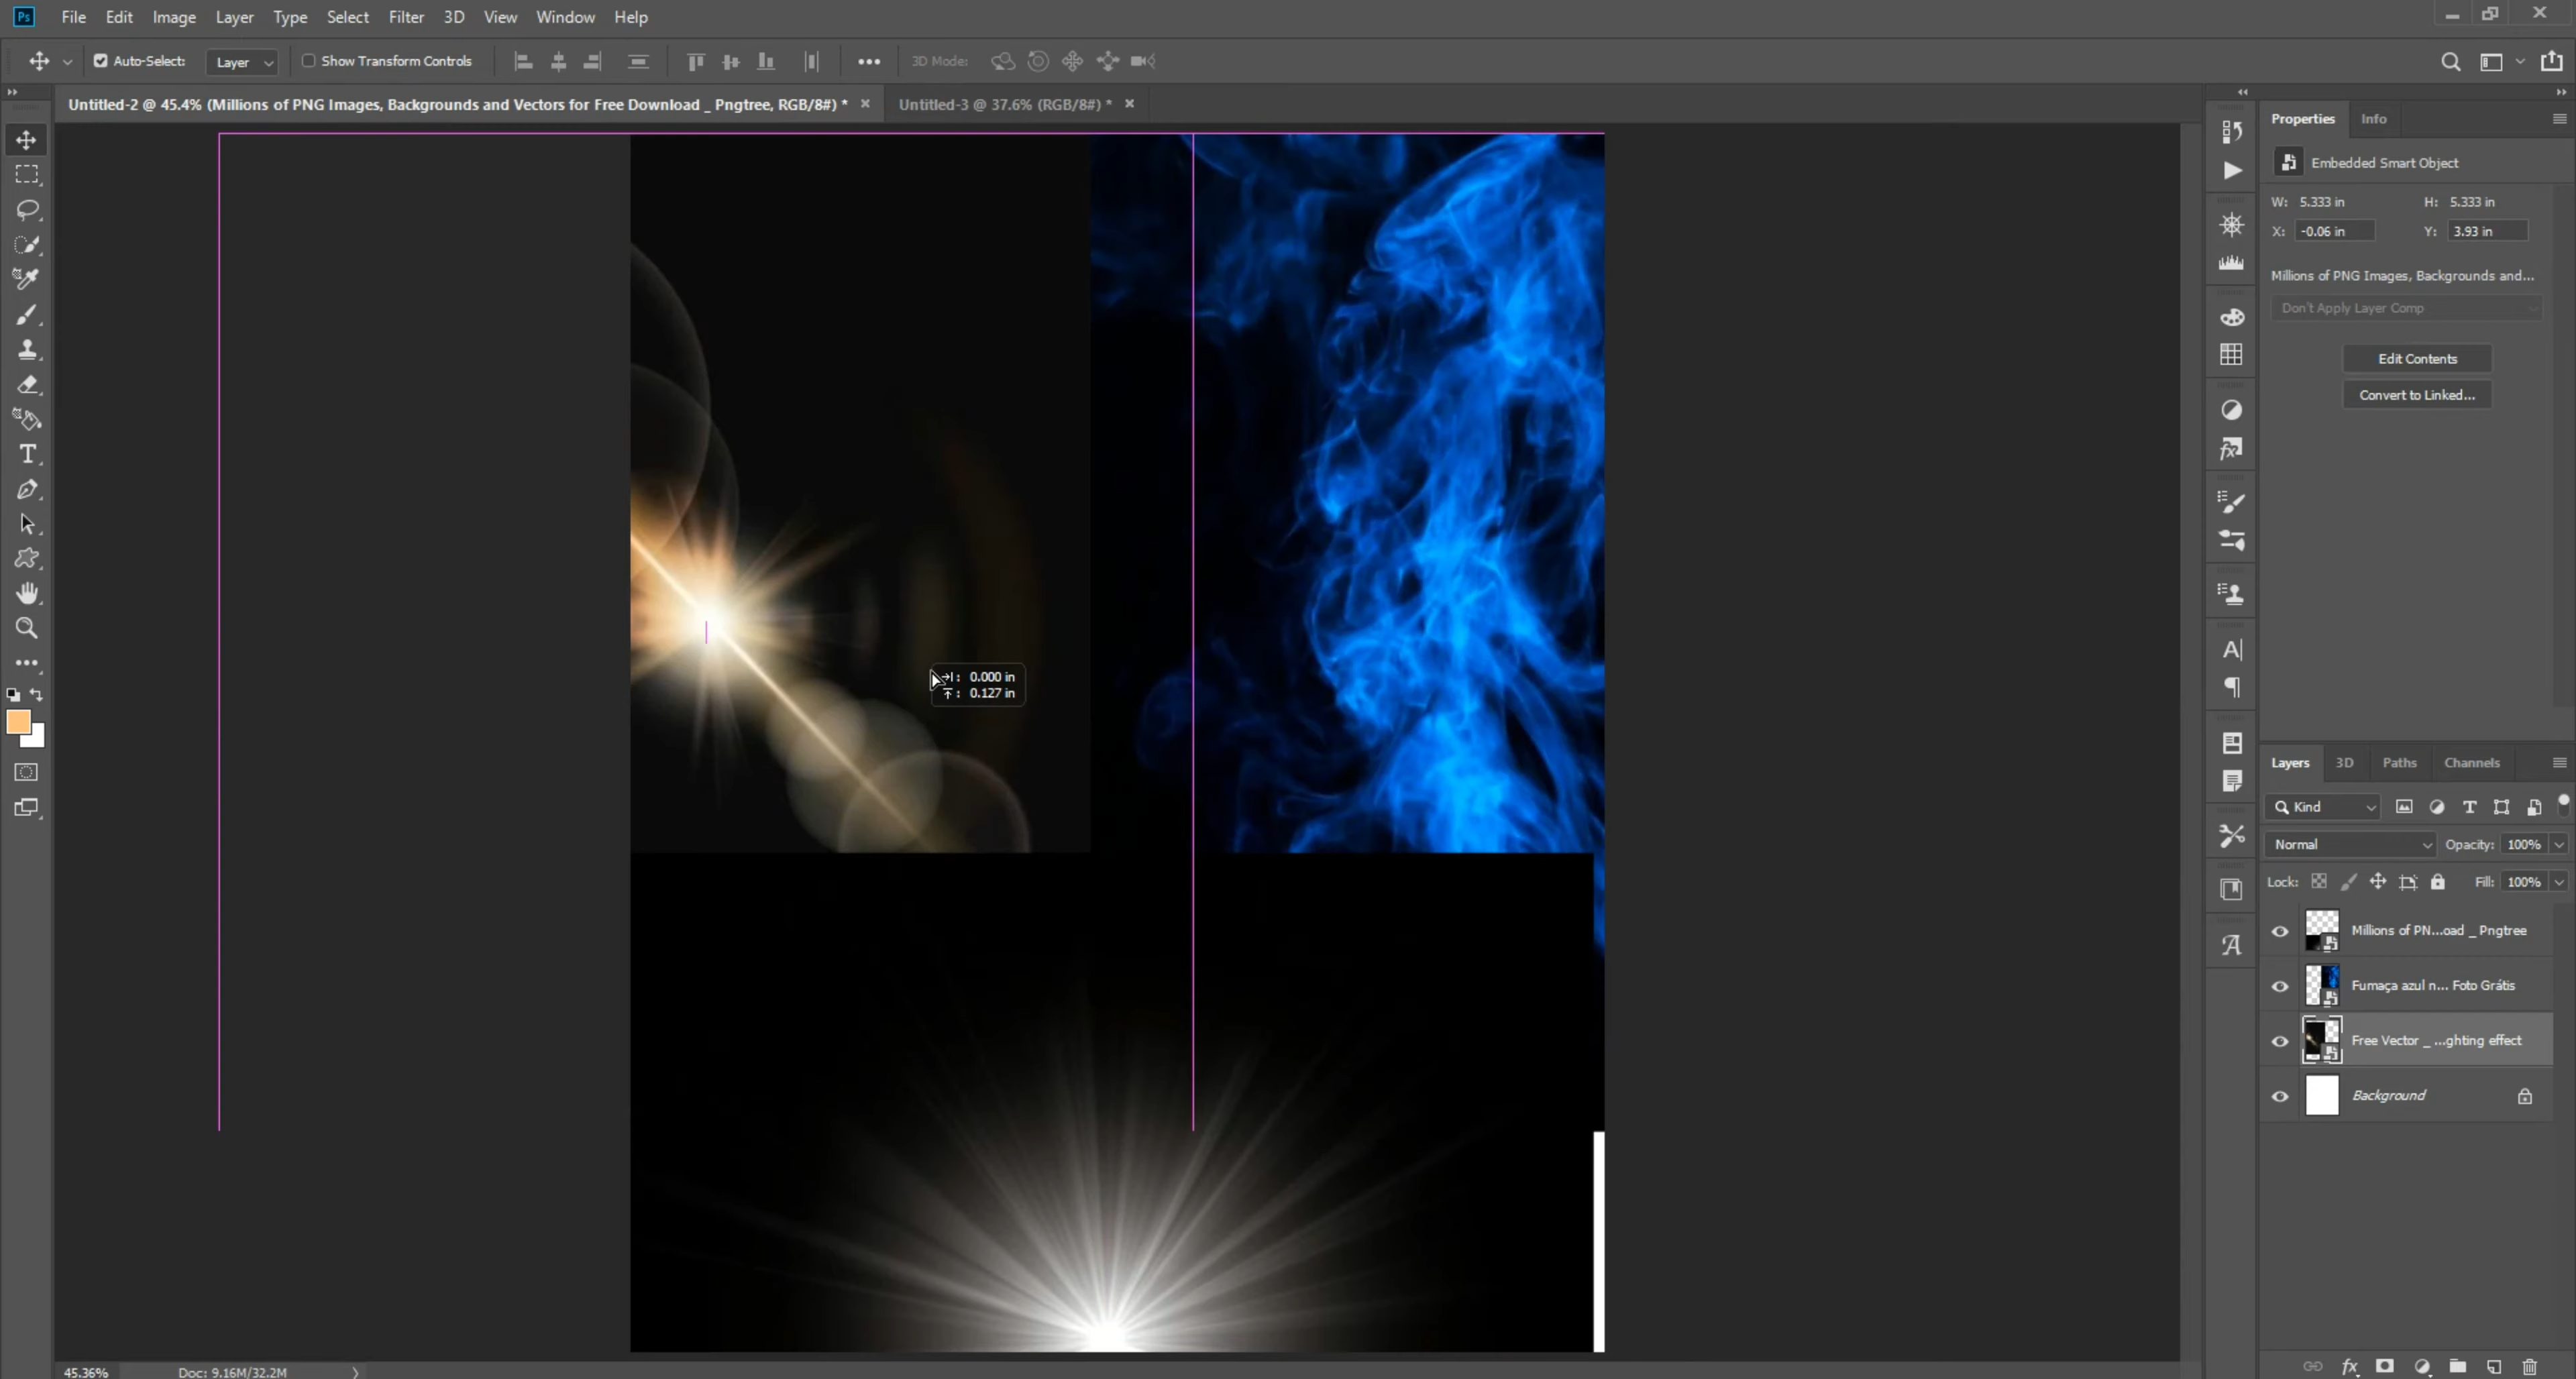 Ps File Edit Image Layer Type Select Filter 3D View Window Help
Auto-Select: Layer Show Transform Controls 3D Mode:
Untitled-2 @ 45.4% (Millions of PNG Images, Backgrounds and Vectors for Free Download _ Pngtree, RGB/8#) * Untitled-3 @ 37.6% (RGB/8#) *
Properties Info
Embedded Smart Object
W: 5.333 in H: 5.333 in
X: -0.06 in Y: 3.93 in
Millions of PNG Images, Backgrounds and...
Don't Apply Layer Comp
Edit Contents
Convert to Linked...
: 0.000 in
: 0.127 in
Layers 3D Paths Channels
Kind
Normal Opacity: 100%
Lock: Fill: 100%
Millions of PN...oad _ Pngtree
Fumaça azul n... Foto Grátis
Free Vector _ ...ghting effect
Background
45.36% Doc: 9.16M/32.2M